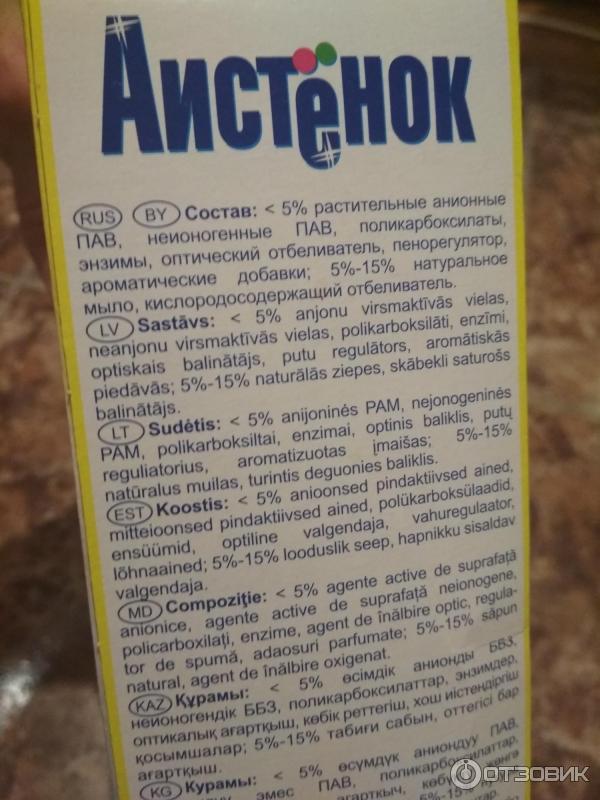 Аистёнок
RUS BY Состав: < 5% растительные анионные
ПАВ, неионогенные ПАВ, поликарбоксилаты,
энзимы, оптический отбеливатель, пенорегулятор,
ароматические добавки; 5%-15% натуральное
мыло, кислородосодержащий отбеливатель.
LV Sastāvs: < 5% anjonu virsmaktīvās vielas,
neanjonu virsmaktīvās vielas, polikarboksilāti, enzīmi,
optiskais balinātājs, putu regulātors, aromātiskās
piedāvās; 5%-15% naturālās ziepes, skābekli saturošs
balinātājs.
LT Sudėtis: < 5% anijoninės PAM, nejonogeninės
PAM, polikarboksiltai, enzimai, optinis baliklis, putų
reguliatorius, aromatizuotas įmaišas; 5%-15%
natūralus muilas, turintis deguonies baliklis.
EST Koostis: < 5% anioonsed pindaktiivsed ained,
mitteioonsed pindaktiivsed ained, polükarboksülaadid,
ensüümid, optiline valgendaja, vahuregulaator,
lõhnaained; 5%-15% looduslik seep, hapnikku sisaldav
valgendaja.
MD Compoziţie: < 5% agente active de suprafaţă
anionice, agente active de suprafaţă neionogene,
policarboxilaţi, enzime, agent de înălbire optic, regula-
tor de spumă, adaosuri parfumate; 5%-15% săpun
natural, agent de înălbire oxigenat.
KAZ Құрамы: < 5% өсімдік анионды ББЗ,
неионогендік ББЗ, поликарбоксилаттар, энзимдер,
оптикалық ағартқыш, көбік реттегіш, хош иістендіргіш
қосымшалар; 5%-15% табиғи сабын, оттегісі бар
ағартқыш.
KG Курамы: < 5% өсүмдүк аниондуу ПАВ,
эмес ПАВ, поликарбоксилаттар,
ОТЗОВИК